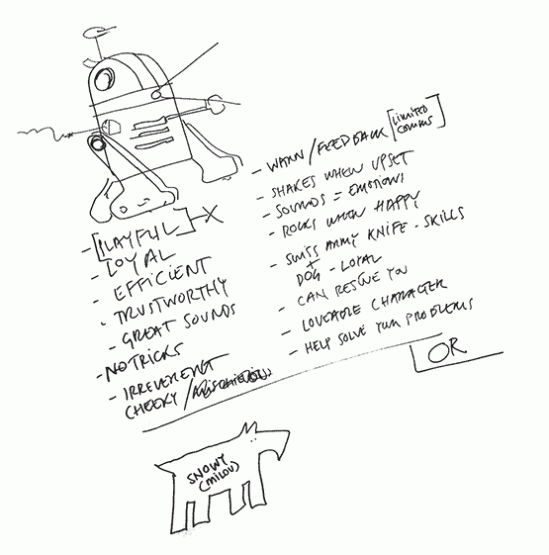 - [PLAYFUL] - X
- LOYAL
- EFFICIENT
- TRUSTWORTHY
- GREAT SOUNDS
- NO TRICKS
- IRREVERENT
CHEEKY /
- WARN / FEEDBACK [LIMITED COMMS]
- SHAKES WHEN UPSET
- SOUNDS = EMOTIONS
- ROCKS WHEN HAPPY
- SWISS ARMY KNIFE - SKILLS
+
DOG - LOYAL
- CAN RESCUE YOU
- LOVEABLE CHARACTER
- HELP SOLVE YOUR PROBLEMS
OR
SNOWY
(MILOU)